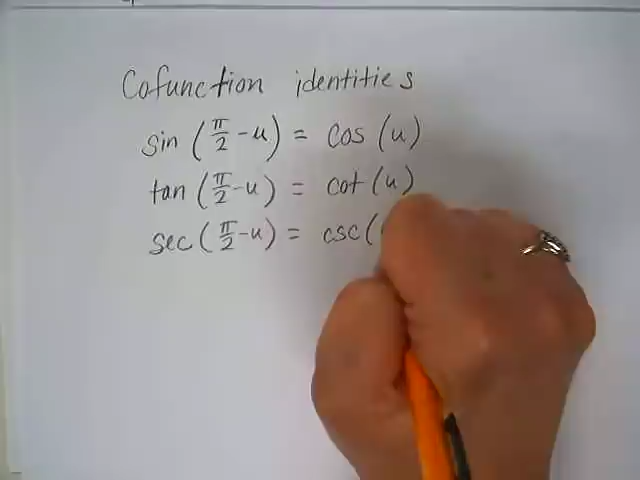 Cofunction identities
sin (π/2 - u) = cos (u)
tan (π/2 - u) = cot (u)
sec (π/2 - u) = csc (